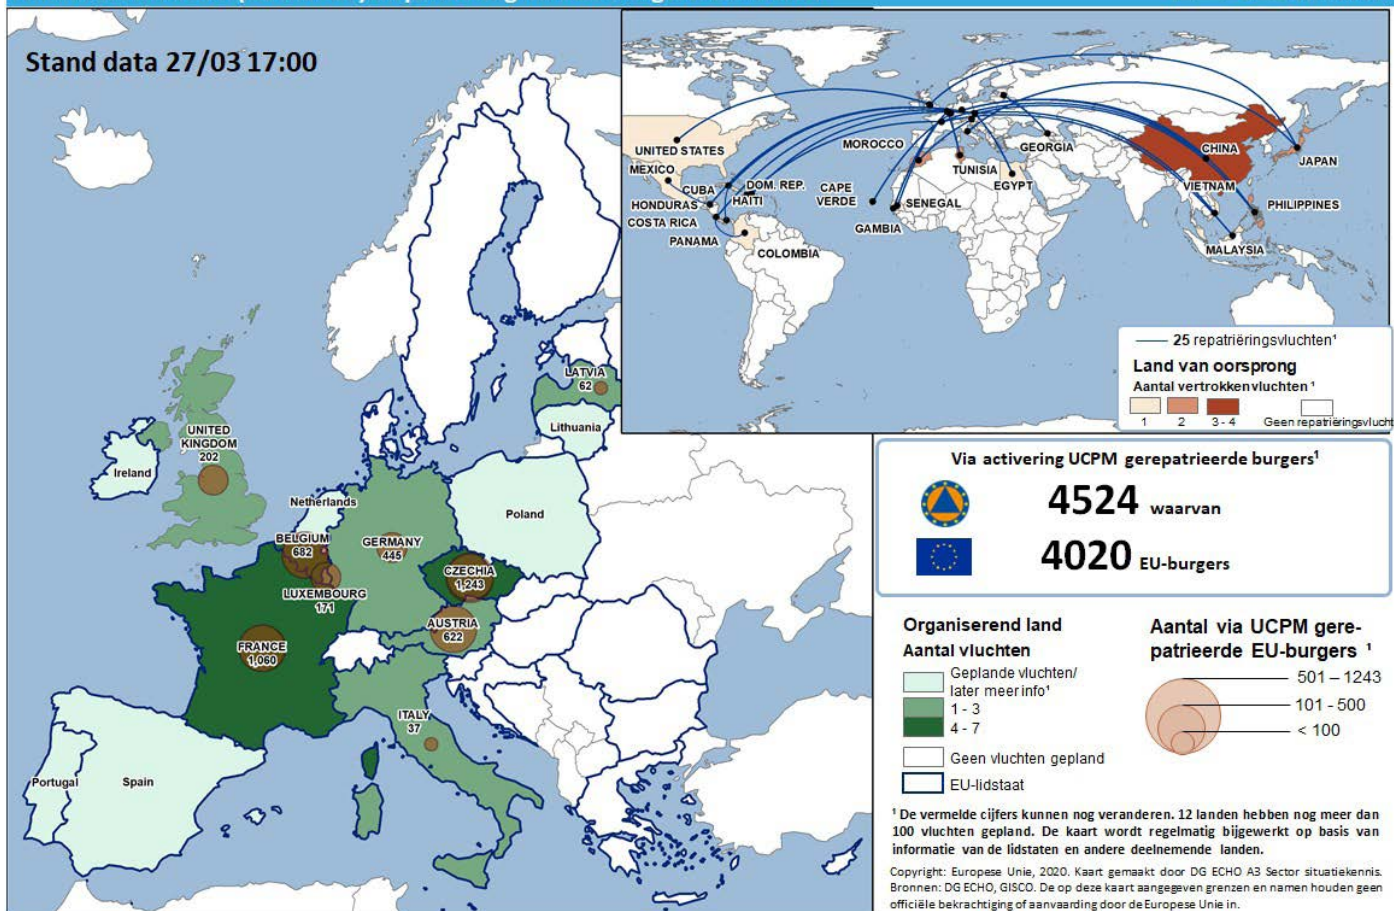 Stand data 27/03 17:00
UNITED STATES
MEXICO
CUBA
DOM. REP.
HAITI
HONDURAS
COSTA RICA
PANAMA
COLOMBIA
MOROCCO
CAPE
VERDE
SENEGAL
GAMBIA
TUNISIA
EGYPT
GEORGIA
CHINA
JAPAN
VIETNAM
PHILIPPINES
MALAYSIA
25 repatriëringsvluchten¹
Land van oorsprong
Aantal vertrokken vluchten ¹
1
2
3 - 4
Geen repatriëringsvlucht
LATVIA
62
Lithuania
UNITED
KINGDOM
202
Ireland
Netherlands
Poland
BELGIUM
682
GERMANY
445
CZECHIA
1,243
LUXEMBOURG
171
AUSTRIA
622
FRANCE
1,060
ITALY
37
Portugal
Spain
Via activering UCPM gerepatrieerde burgers¹
4524 waarvan
4020 EU-burgers
Organiserend land
Aantal vluchten
Geplande vluchten/
later meer info¹
1 - 3
4 - 7
Geen vluchten gepland
EU-lidstaat
Aantal via UCPM gere-
patrieerde EU-burgers ¹
501 – 1243
101 - 500
< 100
¹ De vermelde cijfers kunnen nog veranderen. 12 landen hebben nog meer dan
100 vluchten gepland. De kaart wordt regelmatig bijgewerkt op basis van
informatie van de lidstaten en andere deelnemende landen.
Copyright: Europese Unie, 2020. Kaart gemaakt door DG ECHO A3 Sector situatiekennis.
Bronnen: DG ECHO, GISCO. De op deze kaart aangegeven grenzen en namen houden geen
officiële bekrachtiging of aanvaarding door de Europese Unie in.